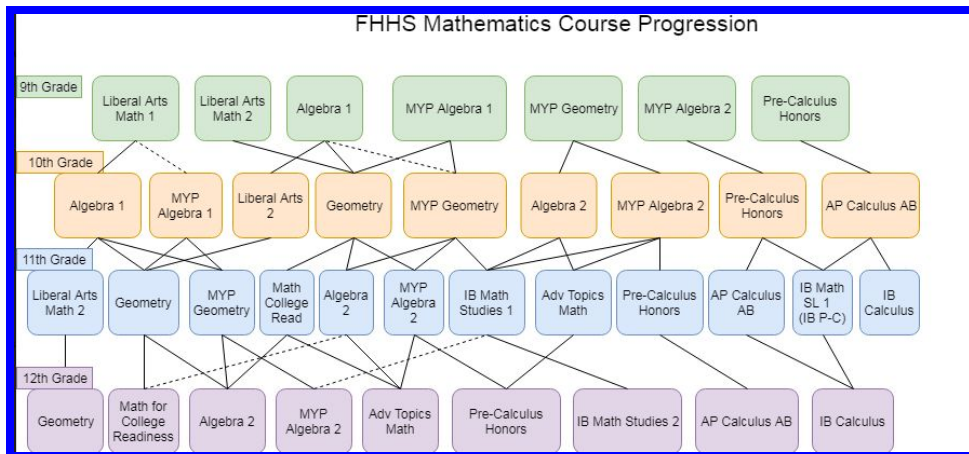 FHHS Mathematics Course Progression
9th Grade
Liberal Arts
Math 1
Liberal Arts
Math 2
Algebra 1
MYP Algebra 1
MYP Geometry
MYP Algebra 2
Pre-Calculus
Honors
10th Grade
Algebra 1
MYP
Algebra 1
Liberal Arts
2
Geometry
MYP Geometry
Algebra 2
MYP Algebra 2
Pre-Calculus
Honors
AP Calculus AB
11th Grade
Liberal Arts
Math 2
Geometry
MYP
Geometry
Math
College
Read
Algebra
2
MYP
Algebra
2
IB Math
Studies 1
Adv Topics
Math
Pre-Calculus
Honors
AP Calculus
AB
IB Math
SL 1
(IB P-C)
IB
Calculus
12th Grade
Geometry
Math for
College
Readiness
Algebra 2
MYP
Algebra 2
Adv Topics
Math
Pre-Calculus
Honors
IB Math Studies 2
AP Calculus AB
IB Calculus